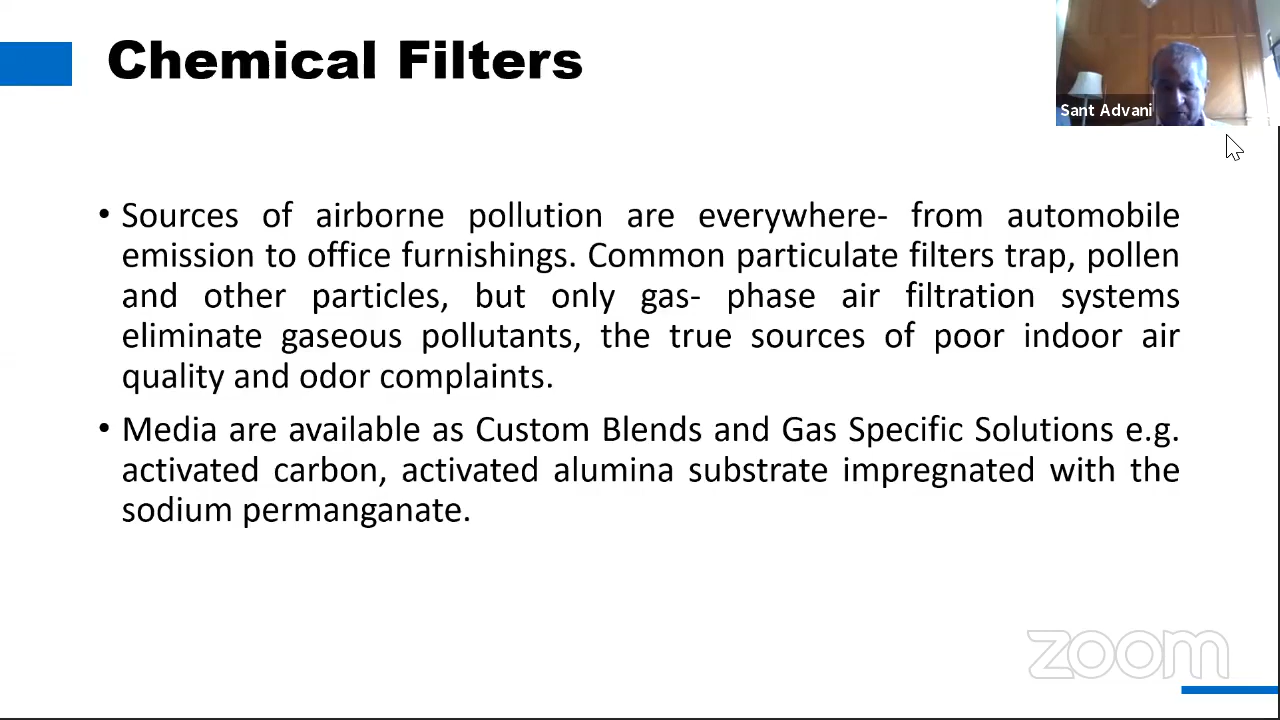 Chemical Filters
Sant Advani
• Sources of airborne pollution are everywhere- from automobile
emission to office furnishings. Common particulate filters trap, pollen
and other particles, but only gas- phase air filtration systems
eliminate gaseous pollutants, the true sources of poor indoor air
quality and odor complaints.
• Media are available as Custom Blends and Gas Specific Solutions e.g.
activated carbon, activated alumina substrate impregnated with the
sodium permanganate.
zoom